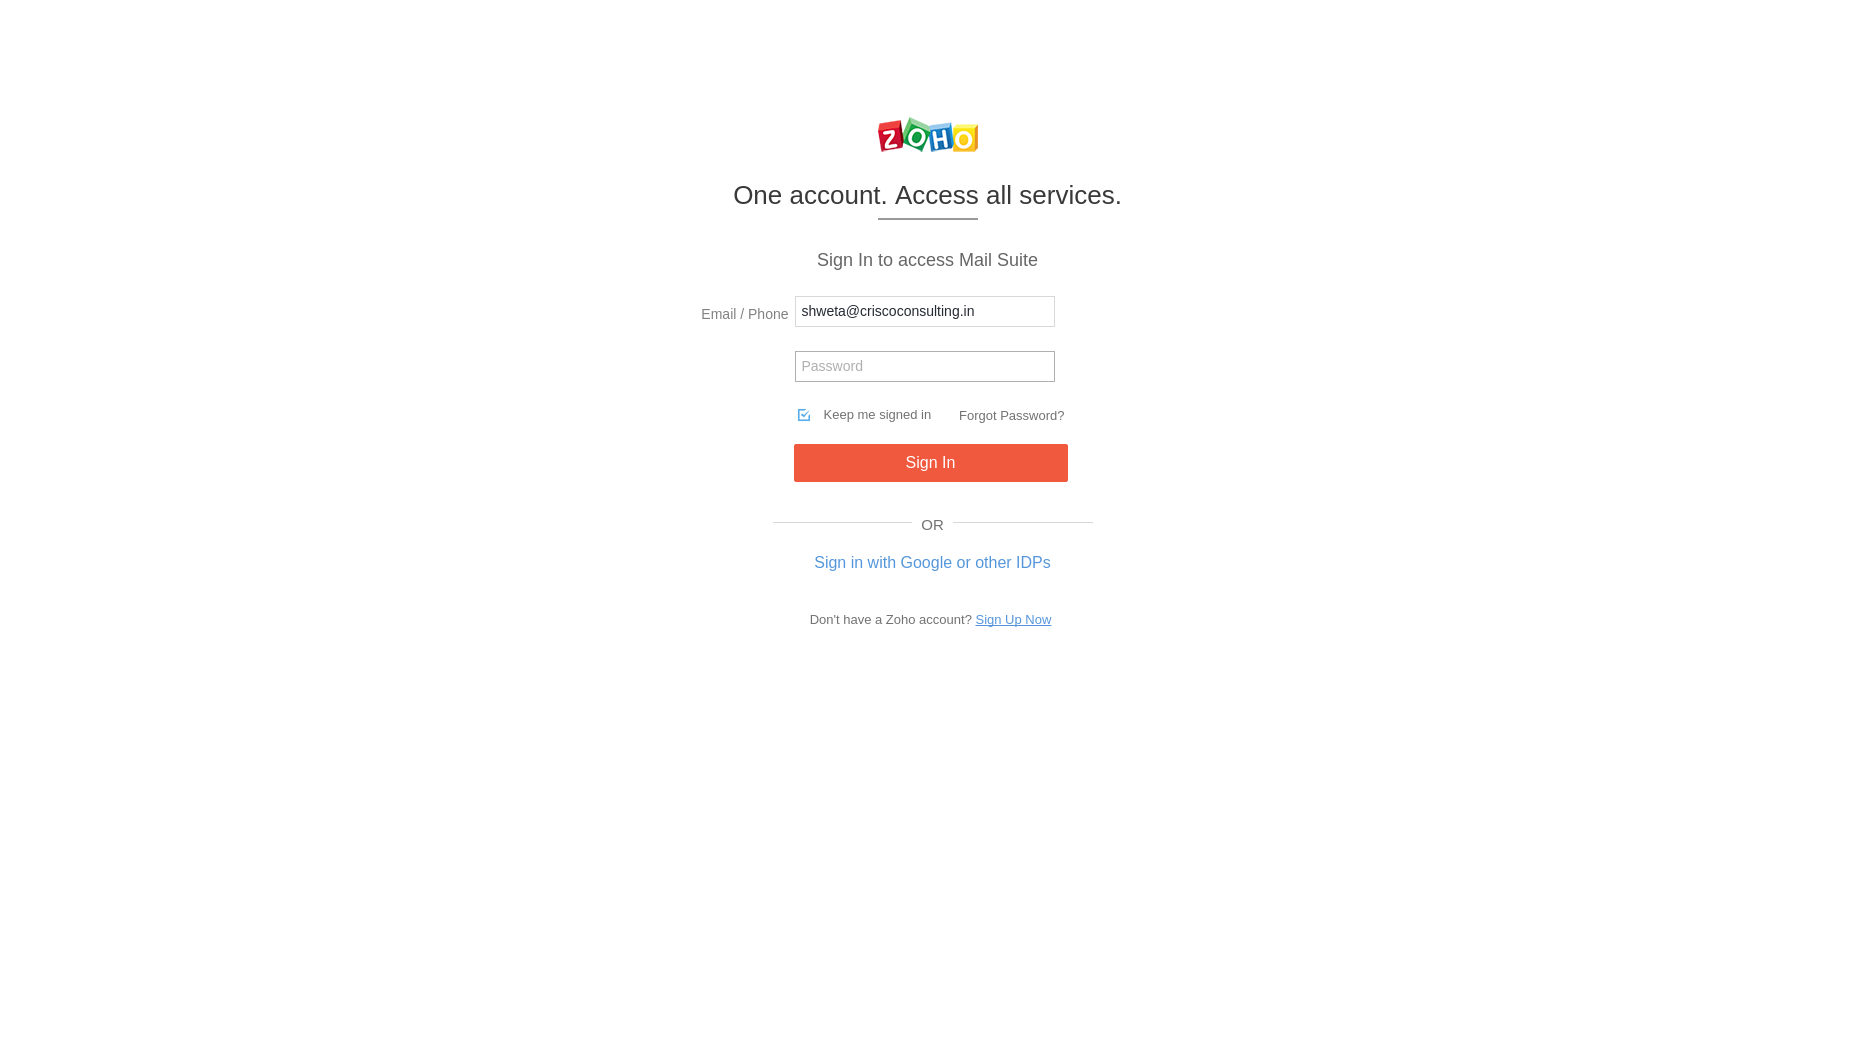 ZOHO
One account. Access all services.
Sign In to access Mail Suite
Email / Phone shweta@criscoconsulting.in
Password
Keep me signed in Forgot Password?
Sign In
OR
Sign in with Google or other IDPs
Don't have a Zoho account? Sign Up Now